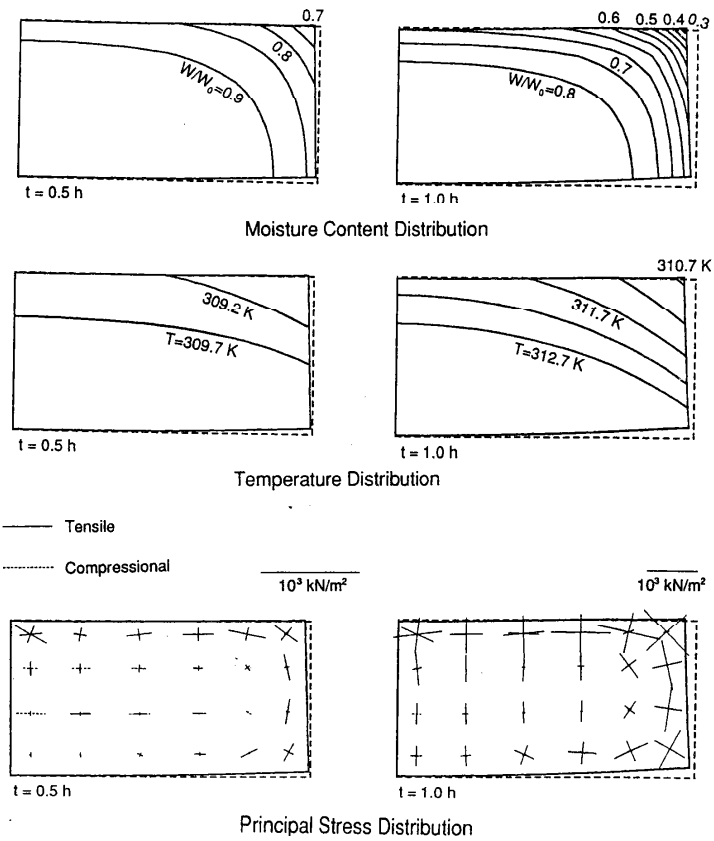 0.7
0.8
W/W₀=0.9
t = 0.5 h
0.6 0.5 0.4 0.3
0.7
W/W₀=0.8
t = 1.0 h
Moisture Content Distribution
309.2 K
T=309.7 K
t = 0.5 h
310.7 K
311.7 K
T=312.7 K
t = 1.0 h
Temperature Distribution
Tensile
Compressional
10³ kN/m²
10³ kN/m²
t = 0.5 h
t = 1.0 h
Principal Stress Distribution